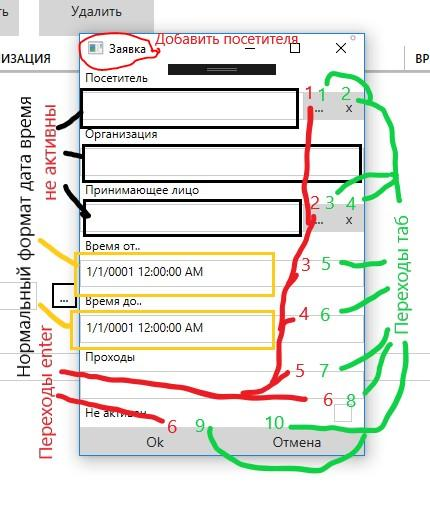 Удалить
Заявка
Добавить посетителя
ИЗАЦИЯ
ВР
Посетитель
1 1 2
... x
Организация
Принимающее лицо
2 3 4
... x
Время от..
1/1/0001 12:00:00 AM
3 5
...
Время до..
1/1/0001 12:00:00 AM
4 6
Проходы
5 7
6 8
Не активен
6 9 10
Ok
Отмена
Нормальный формат дата время
не активны
Переходы enter
Переходы таб